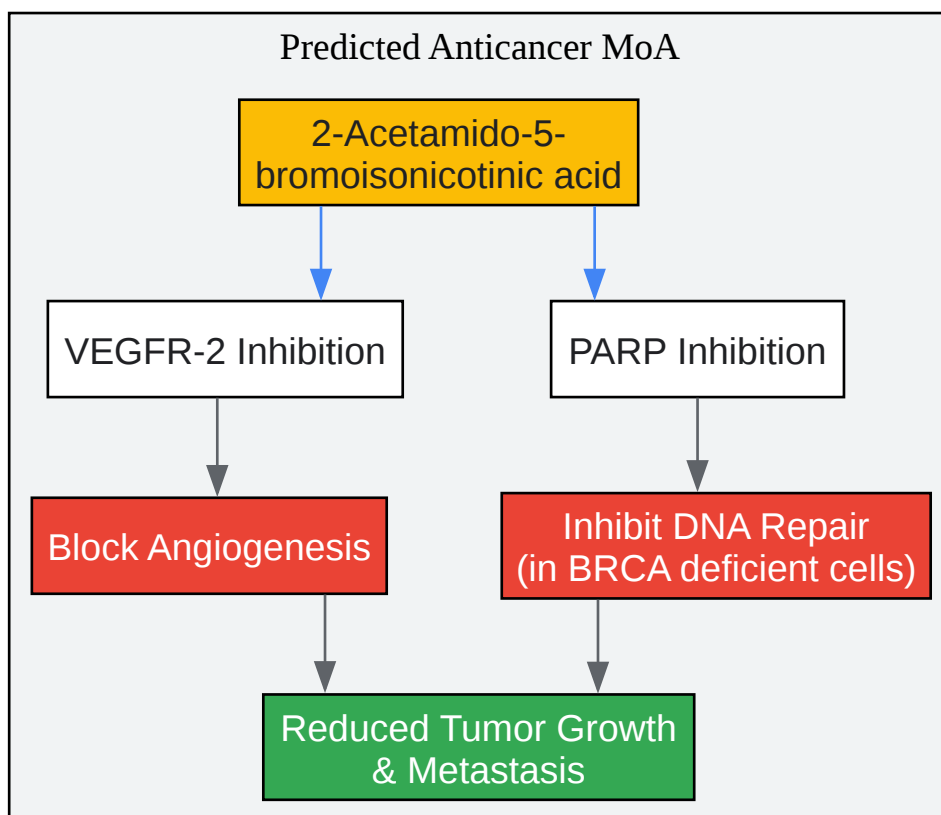 Predicted Anticancer MoA
2-Acetamido-5-
bromoisonicotinic acid
VEGFR-2 Inhibition
PARP Inhibition
Block Angiogenesis
Inhibit DNA Repair
(in BRCA deficient cells)
Reduced Tumor Growth
& Metastasis